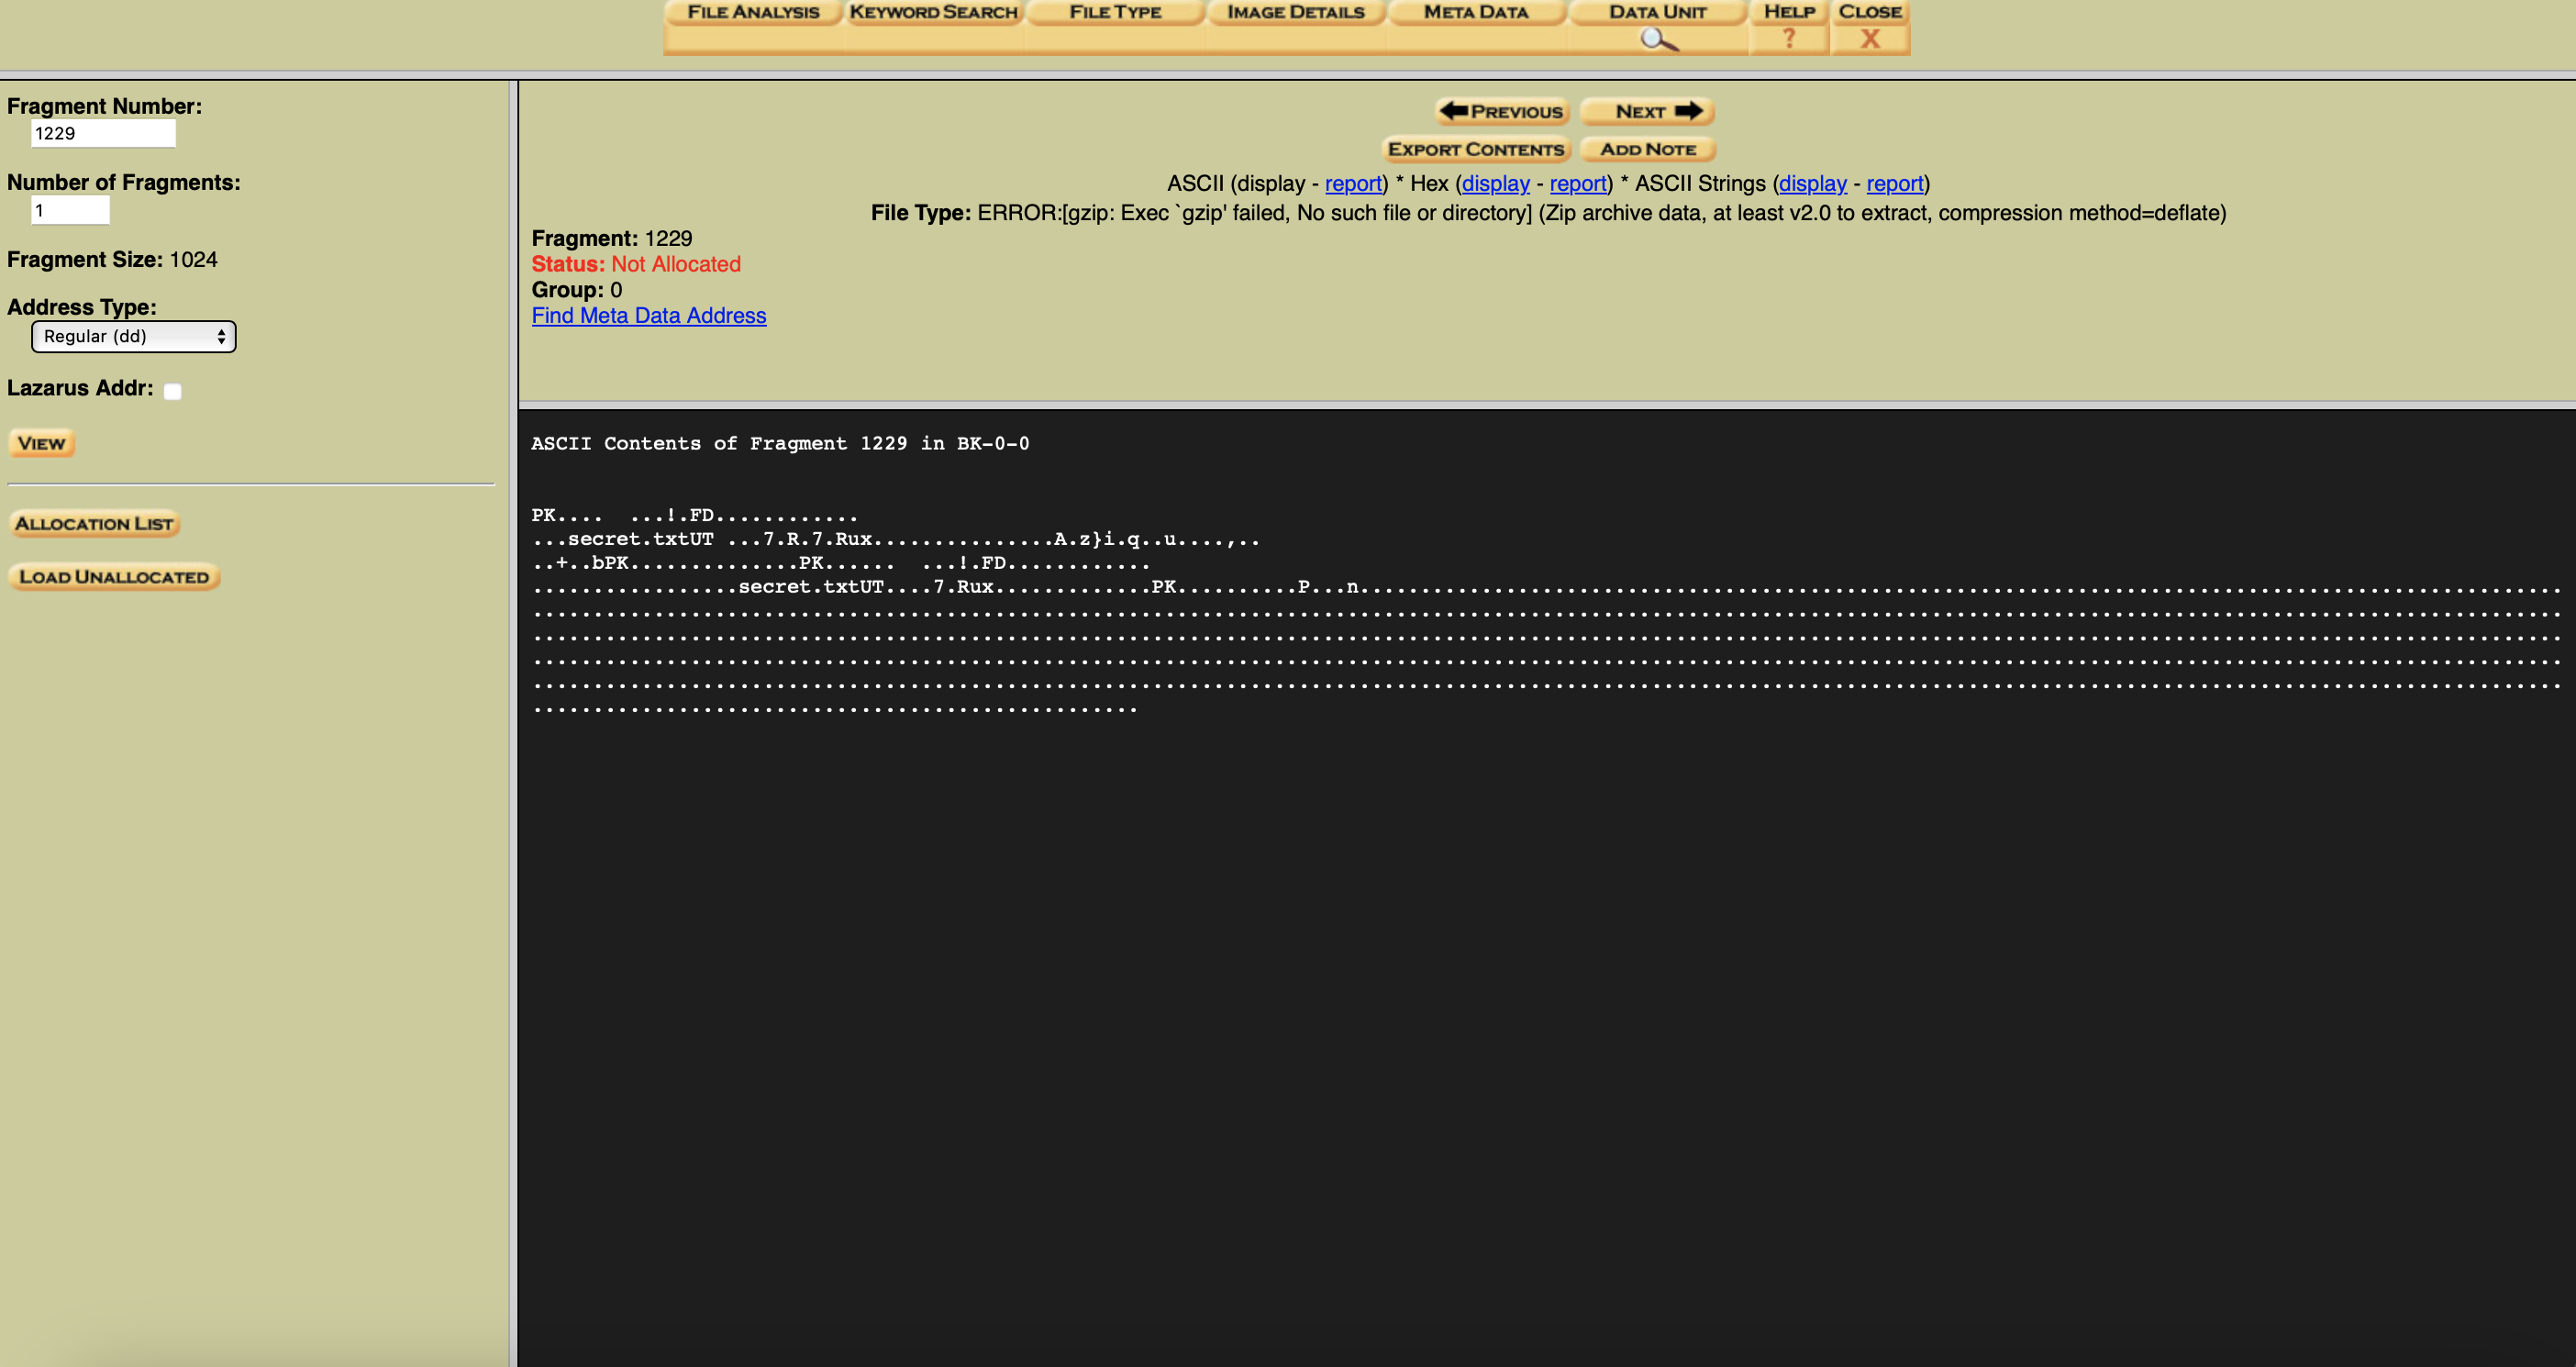 FILE ANALYSIS KEYWORD SEARCH FILE TYPE IMAGE DETAILS META DATA DATA UNIT HELP CLOSE
? X
Fragment Number:
1229
Number of Fragments:
1
Fragment Size: 1024
Address Type:
Regular (dd)
Lazarus Addr:
VIEW
ALLOCATION LIST
LOAD UNALLOCATED
PREVIOUS NEXT
EXPORT CONTENTS ADD NOTE
ASCII (display - report) * Hex (display - report) * ASCII Strings (display - report)
File Type: ERROR:[gzip: Exec `gzip' failed, No such file or directory] (Zip archive data, at least v2.0 to extract, compression method=deflate)
Fragment: 1229
Status: Not Allocated
Group: 0
Find Meta Data Address
ASCII Contents of Fragment 1229 in BK-0-0
PK....  ...!.FD............
...secret.txtUT ...7.R.7.Rux...............A.z}i.q..u....,..
..+..bPK..............PK......  ...!.FD............
.................secret.txtUT....7.Rux.............PK..........P...n....